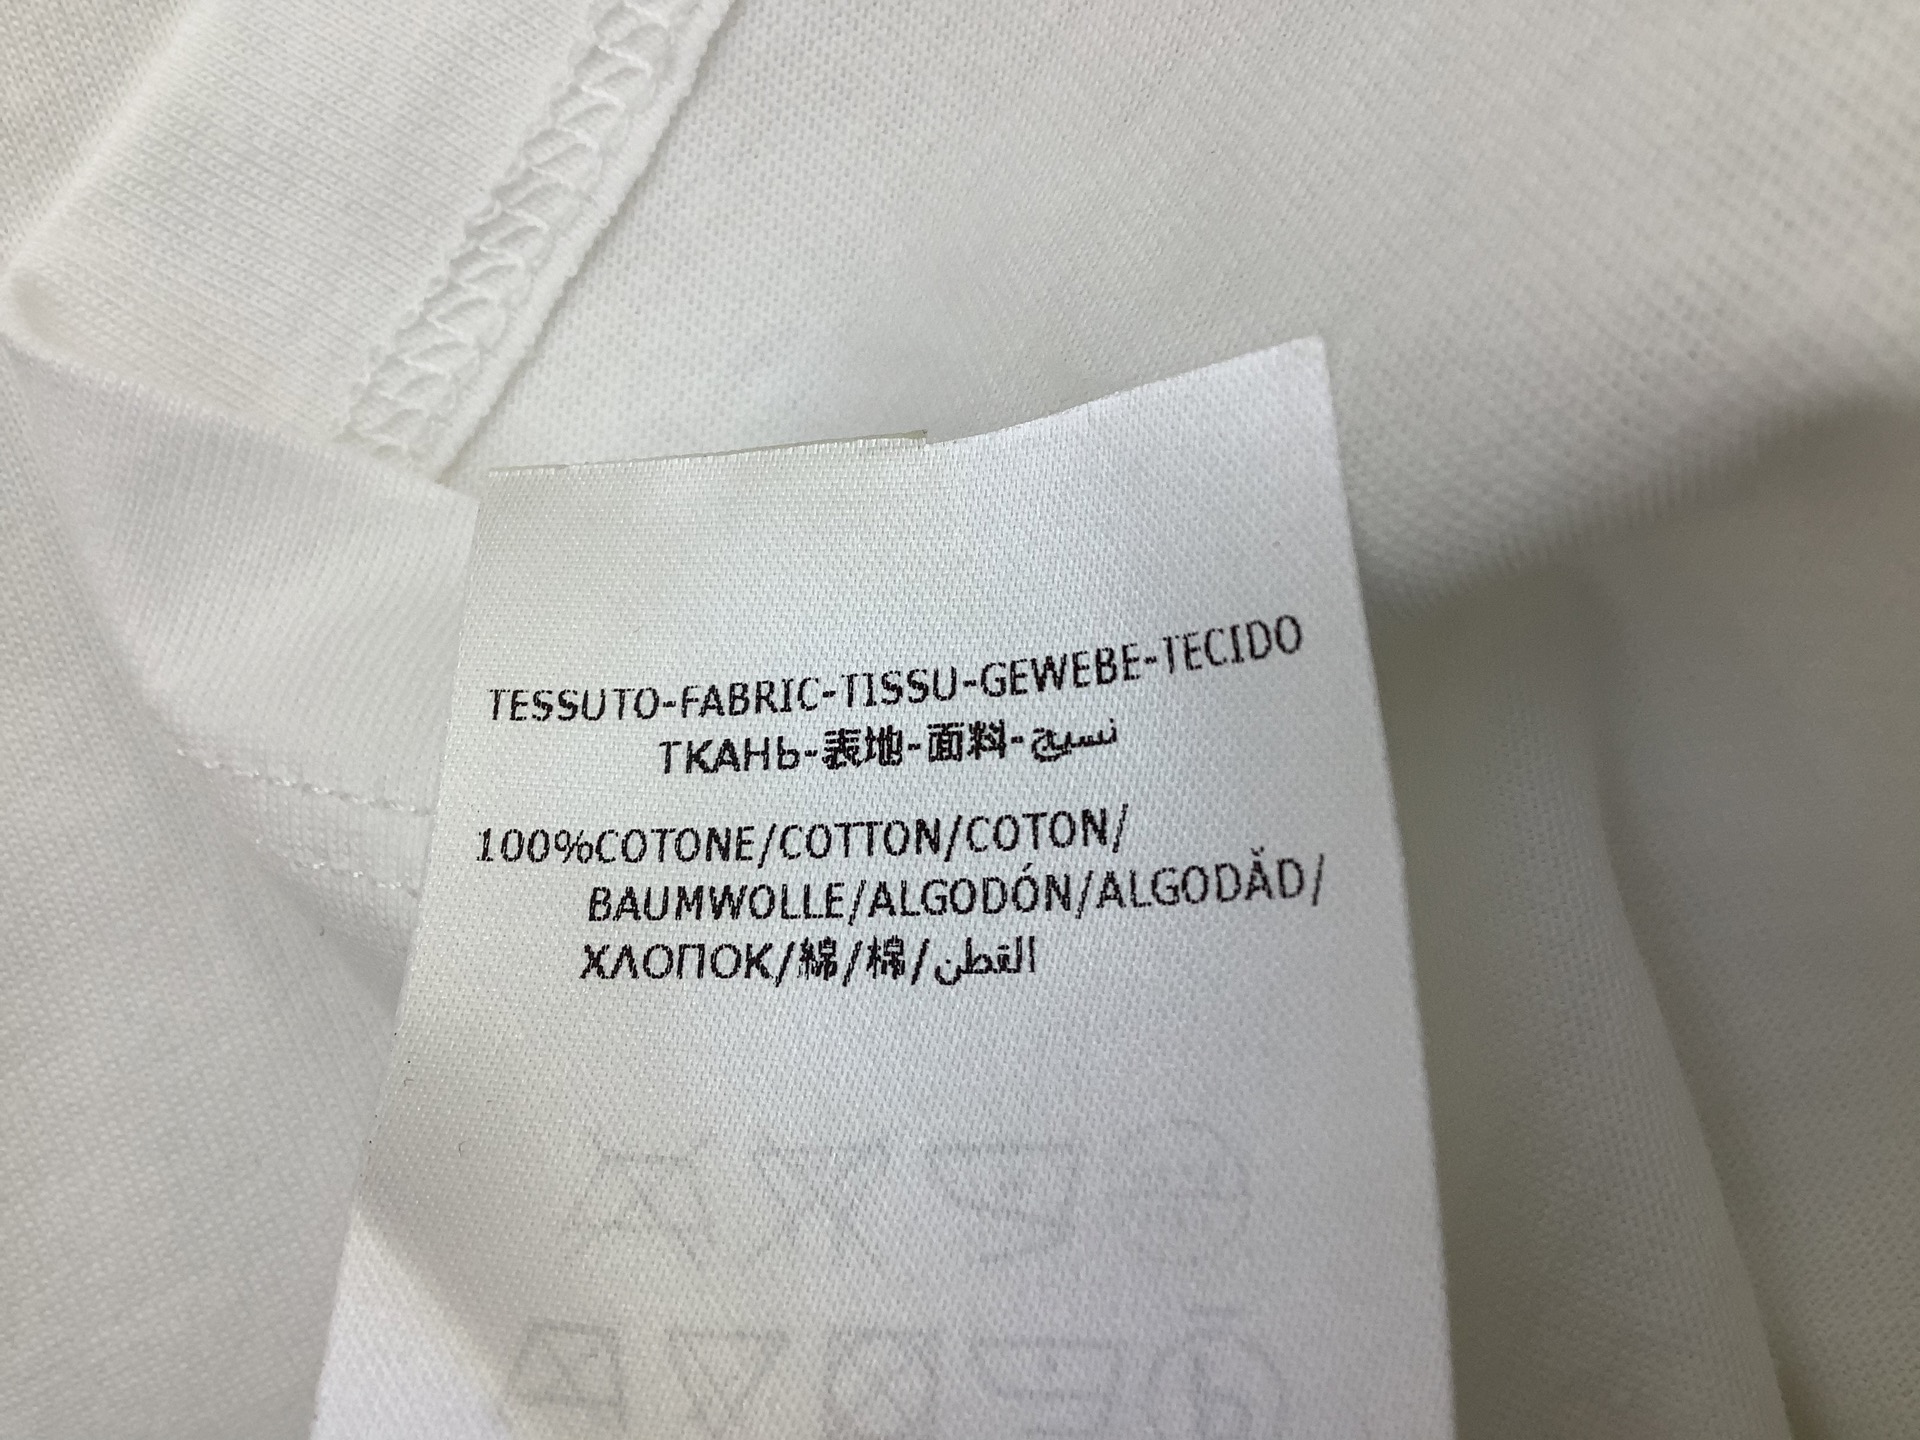 TESSUTO-FABRIC-TISSU-GEWEBE-TECIDO
ТКАНЬ-表地-面料-نسيج
100%COTONE/COTTON/COTON/
BAUMWOLLE/ALGODÓN/ALGODĂD/
ХЛОПОК/綿/棉/القطن